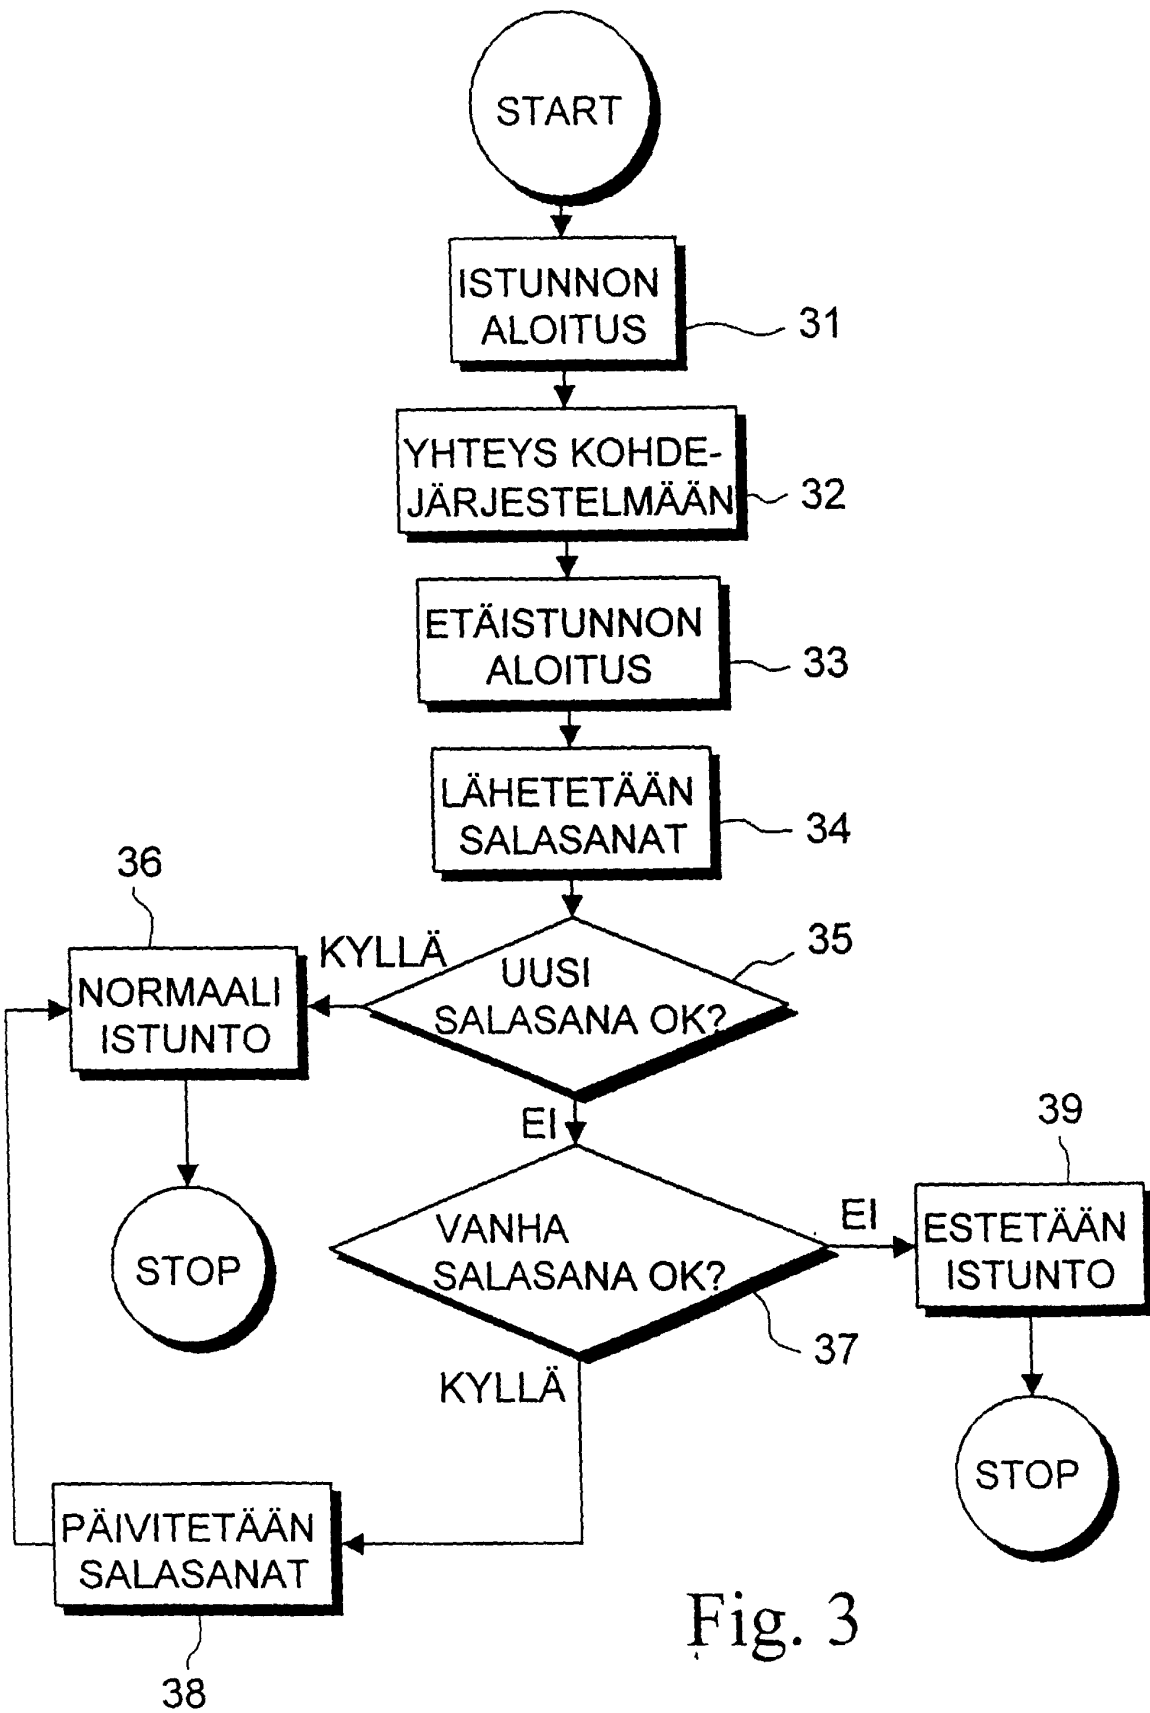 START
ISTUNNON
ALOITUS
31
YHTEYS KOHDE-
JÄRJESTELMÄÄN
32
ETÄISTUNNON
ALOITUS
33
LÄHETETÄÄN
SALASANAT
34
36
KYLLÄ
35
UUSI
SALASANA OK?
NORMAALI
ISTUNTO
EI
39
VANHA
SALASANA OK?
EI
ESTETÄÄN
ISTUNTO
STOP
37
KYLLÄ
STOP
PÄIVITETÄÄN
SALASANAT
38
Fig. 3